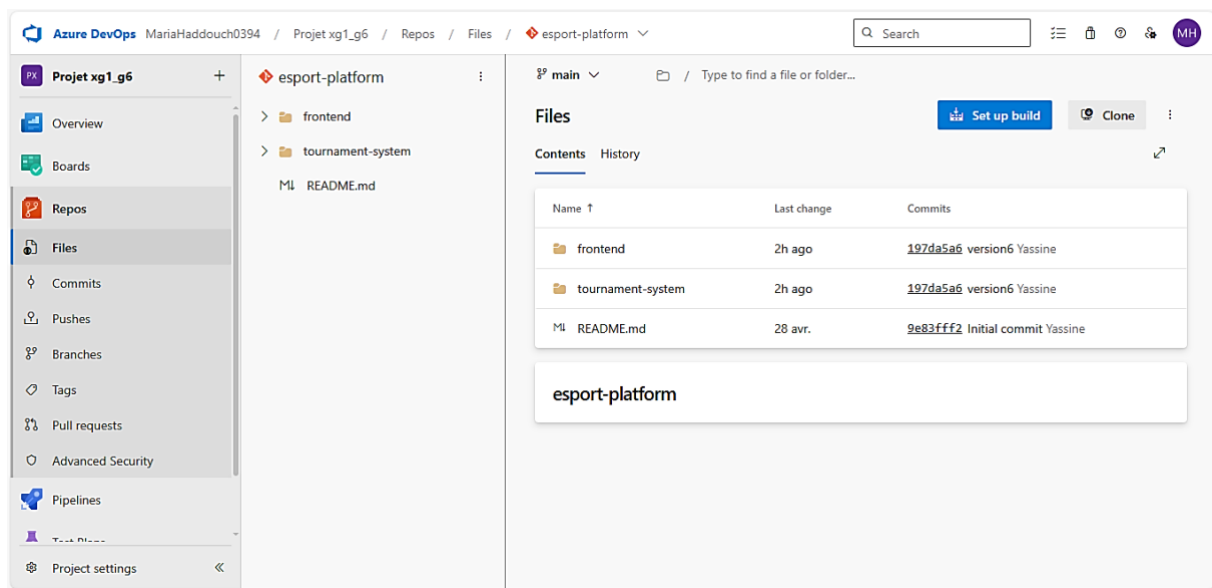 Azure DevOps MariaHaddouch0394 / Projet xg1_g6 / Repos / Files / esport-platform
Search
MH
PX Projet xg1_g6 +
Overview
Boards
Repos
Files
Commits
Pushes
Branches
Tags
Pull requests
Advanced Security
Pipelines
Test Plans
Project settings
esport-platform
frontend
tournament-system
M↓ README.md
main / Type to find a file or folder...
Files
Set up build
Clone
Contents History
Name ↑ Last change Commits
frontend 2h ago 197da5a6 version6 Yassine
tournament-system 2h ago 197da5a6 version6 Yassine
M↓ README.md 28 avr. 9e83fff2 Initial commit Yassine
esport-platform